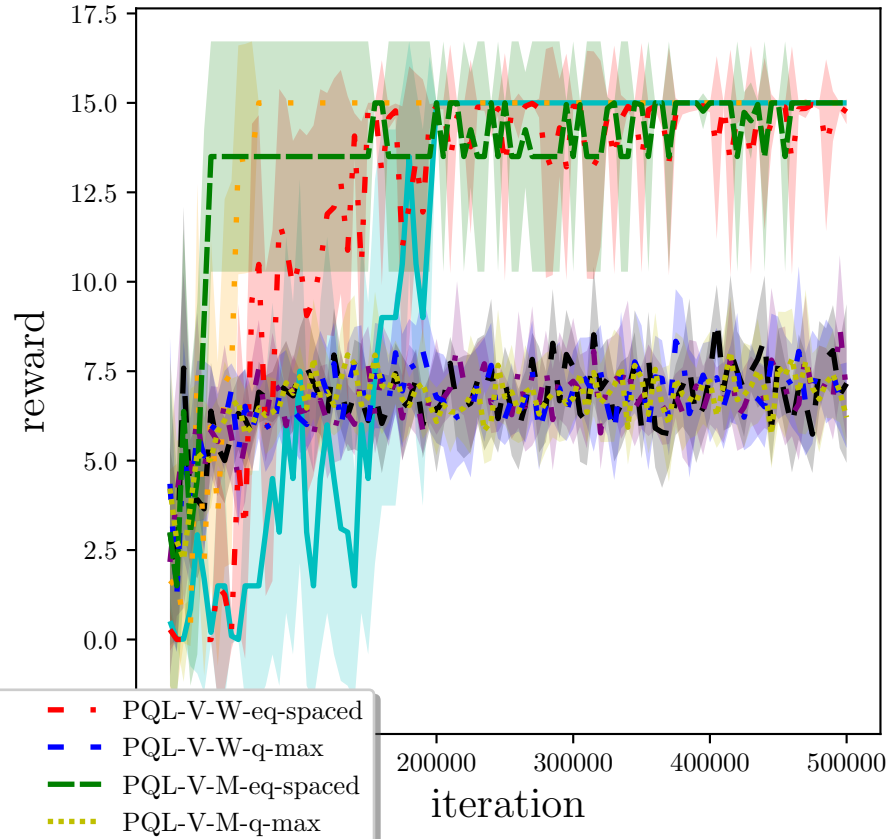 17.5
15.0
12.5
10.0
7.5
5.0
2.5
0.0
reward
200000
300000
400000
500000
iteration
PQL-V-W-eq-spaced
PQL-V-W-q-max
PQL-V-M-eq-spaced
PQL-V-M-q-max